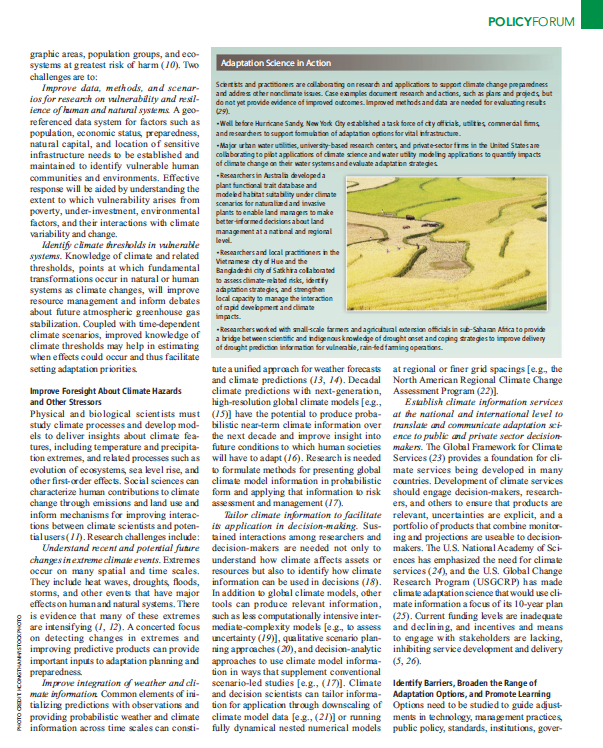 POLICYFORUM
graphic areas, population groups, and eco-
systems at greatest risk of harm (10). Two
challenges are to:
Improve data, methods, and scenar-
ios for research on vulnerability and resil-
ience of human and natural systems. A geo-
referenced data system for factors such as
population, economic status, preparedness,
natural capital, and location of sensitive
infrastructure needs to be established and
maintained to identify vulnerable human
communities and environments. Effective
response will be aided by understanding the
extent to which vulnerability arises from
poverty, under-investment, environmental
factors, and their interactions with climate
variability and change.
Identify climate thresholds in vulnerable
systems. Knowledge of climate and related
thresholds, points at which fundamental
transformations occur in natural or human
systems as climate changes, will improve
resource management and inform debates
about future atmospheric greenhouse gas
stabilization. Coupled with time-dependent
climate scenarios, improved knowledge of
climate thresholds may help in estimating
when effects could occur and thus facilitate
setting adaptation priorities.
Improve Foresight About Climate Hazards
and Other Stressors
Physical and biological scientists must
study climate processes and develop mod-
els to deliver insights about climate fea-
tures, including temperature and precipita-
tion extremes, and related processes such as
evolution of ecosystems, sea level rise, and
other first-order effects. Social sciences can
characterize human contributions to climate
change through emissions and land use and
inform mechanisms for improving interac-
tions between climate scientists and poten-
tial users (11). Research challenges include:
Understand recent and potential future
changes in extreme climate events. Extremes
occur on many spatial and time scales.
They include heat waves, droughts, floods,
storms, and other events that have major
effects on human and natural systems. There
is evidence that many of these extremes
are intensifying (1, 12). A concerted focus
on detecting changes in extremes and
improving predictive products can provide
important inputs to adaptation planning and
preparedness.
Improve integration of weather and cli-
mate information. Common elements of ini-
tializing predictions with observations and
providing probabilistic weather and climate
information across time scales can consti-
Adaptation Science in Action
Scientists and practitioners are collaborating on research and applications to support climate change preparedness
and address other nonclimate issues. Case examples document research and actions, such as plans and projects, but
do not yet provide evidence of improved outcomes. Improved methods and data are needed for evaluating results
(29).
•Well before Hurricane Sandy, New York City established a task force of city officials, utilities, commercial firms,
and researchers to support formulation of adaptation options for vital infrastructure.
•Major urban water utilities, university-based research centers, and private-sector firms in the United States are
collaborating to pilot applications of climate science and water utility modeling applications to quantify impacts
of climate change on their water systems and evaluate adaptation strategies.
•Researchers in Australia developed a
plant functional trait database and
modeled habitat suitability under climate
scenarios for naturalized and invasive
plants to enable land managers to make
better-informed decisions about land
management at a national and regional
level.
•Researchers and local practitioners in the
Vietnamese city of Hue and the
Bangladeshi city of Satkhira collaborated
to assess climate-related risks, identify
adaptation strategies, and strengthen
local capacity to manage the interaction
of rapid development and climate
impacts.
•Researchers worked with small-scale farmers and agricultural extension officials in sub-Saharan Africa to provide
a bridge between scientific and indigenous knowledge of drought onset and coping strategies to improve delivery
of drought prediction information for vulnerable, rain-fed farming operations.
tute a unified approach for weather forecasts
and climate predictions (13, 14). Decadal
climate predictions with next-generation,
high-resolution global climate models [e.g.,
(15)] have the potential to produce proba-
bilistic near-term climate information over
the next decade and improve insight into
future conditions to which human societies
will have to adapt (16). Research is needed
to formulate methods for presenting global
climate model information in probabilistic
form and applying that information to risk
assessment and management (17).
Tailor climate information to facilitate
its application in decision-making. Sus-
tained interactions among researchers and
decision-makers are needed not only to
understand how climate affects assets or
resources but also to identify how climate
information can be used in decisions (18).
In addition to global climate models, other
tools can produce relevant information,
such as less computationally intensive inter-
mediate-complexity models [e.g., to assess
uncertainty (19)], qualitative scenario plan-
ning approaches (20), and decision-analytic
approaches to use climate model informa-
tion in ways that supplement conventional
scenario-led studies [e.g., (17)]. Climate
and decision scientists can tailor informa-
tion for application through downscaling of
climate model data [e.g., (21)] or running
fully dynamical nested numerical models
at regional or finer grid spacings [e.g., the
North American Regional Climate Change
Assessment Program (22)].
Establish climate information services
at the national and international level to
translate and communicate adaptation sci-
ence to public and private sector decision-
makers. The Global Framework for Climate
Services (23) provides a foundation for cli-
mate services being developed in many
countries. Development of climate services
should engage decision-makers, research-
ers, and others to ensure that products are
relevant, uncertainties are explicit, and a
portfolio of products that combine monitor-
ing and projections are useable to decision-
makers. The U.S. National Academy of Sci-
ences has emphasized the need for climate
services (24), and the U.S. Global Change
Research Program (USGCRP) has made
climate adaptation science that would use cli-
mate information a focus of its 10-year plan
(25). Current funding levels are inadequate
and declining, and incentives and means
to engage with stakeholders are lacking,
inhibiting service development and delivery
(5, 26).
Identify Barriers, Broaden the Range of
Adaptation Options, and Promote Learning
Options need to be studied to guide adjust-
ments in technology, management practices,
public policy, standards, institutions, gover-
PHOTO CREDIT: